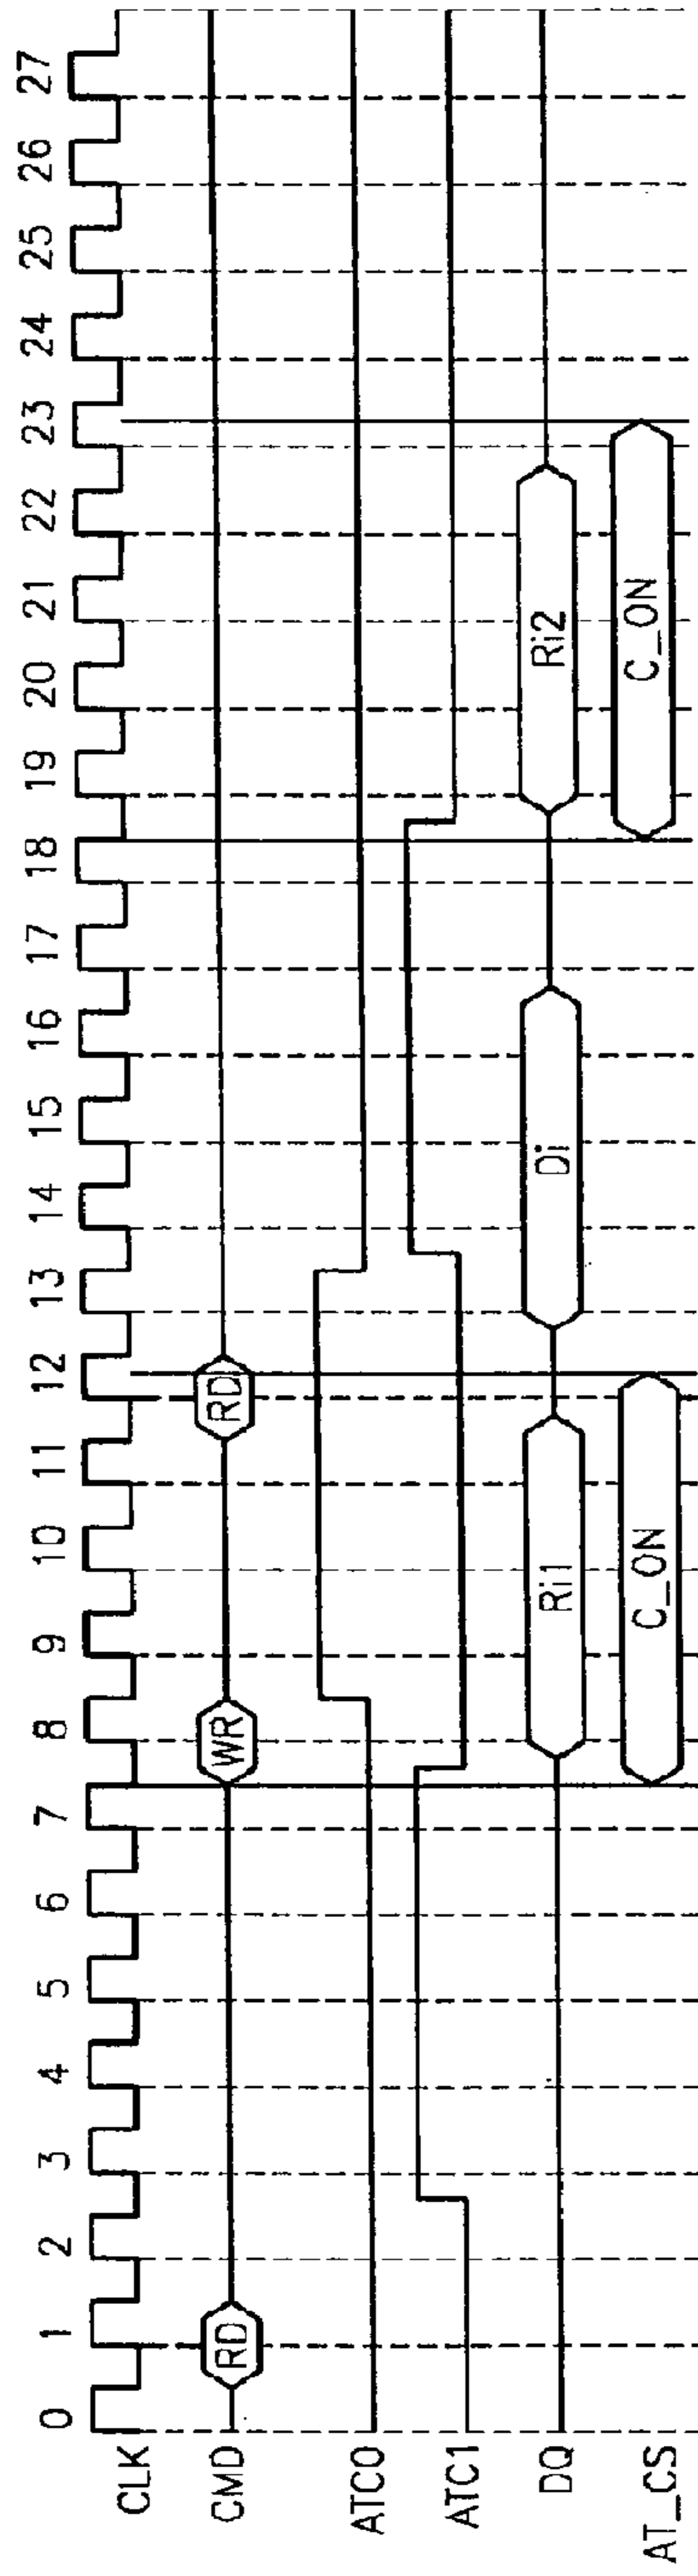 0 1 2 3 4 5 6 7 8 9 10 11 12 13 14 15 16 17 18 19 20 21 22 23 24 25 26 27
CLK
CMD RD WR RD
ATC0
ATC1
DQ Ri1 Di Ri2
AT_CS C_ON C_ON